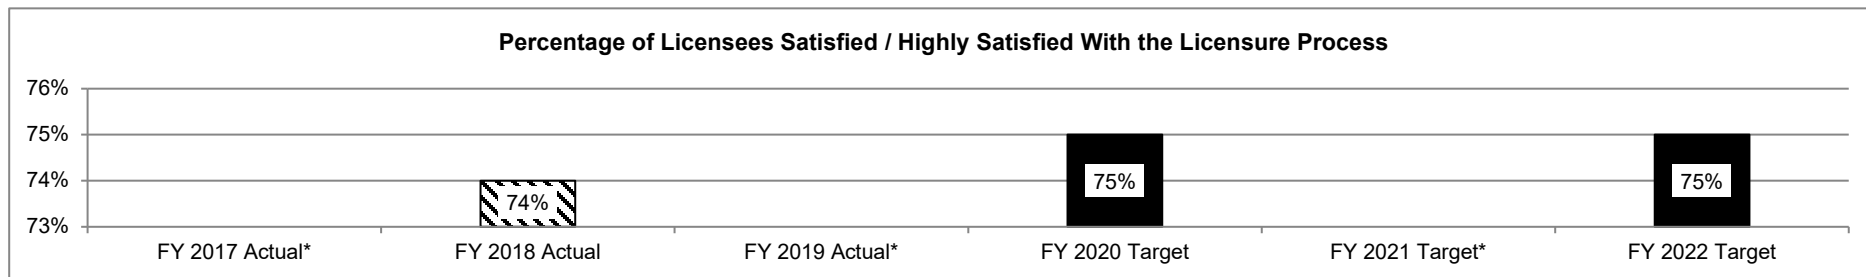 Percentage of Licensees Satisfied / Highly Satisfied With the Licensure Process
76%
75%
74%
73%
74%
75%
75%
FY 2017 Actual*
FY 2018 Actual
FY 2019 Actual*
FY 2020 Target
FY 2021 Target*
FY 2022 Target